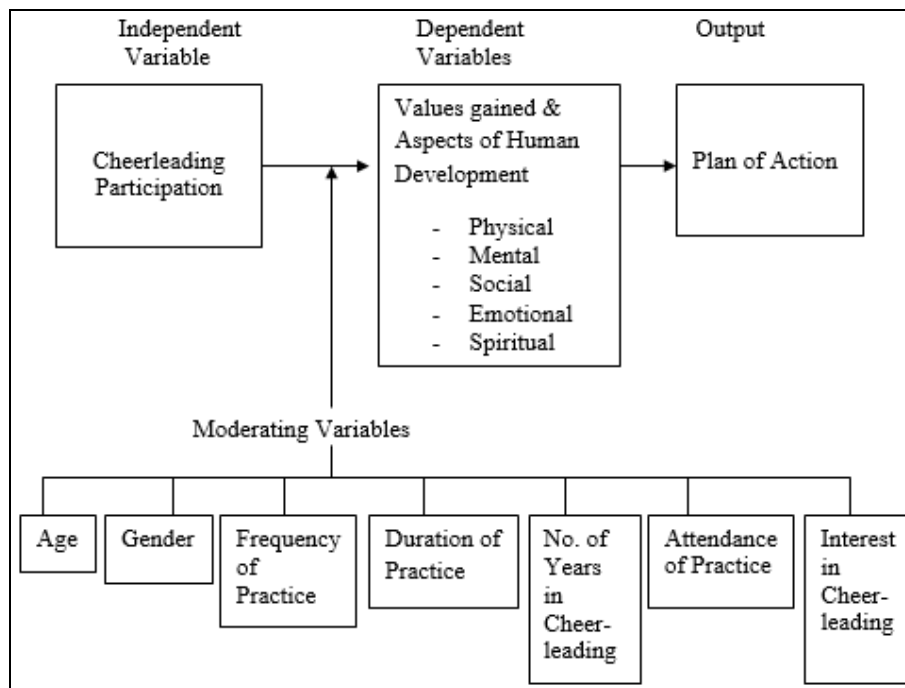 Independent
Variable
Dependent
Variables
Output
Cheerleading
Participation
Values gained &
Aspects of Human
Development
- Physical
- Mental
- Social
- Emotional
- Spiritual
Plan of Action
Moderating Variables
Age
Gender
Frequency
of
Practice
Duration of
Practice
No. of
Years
in
Cheer-
leading
Attendance
of Practice
Interest
in
Cheer-
leading